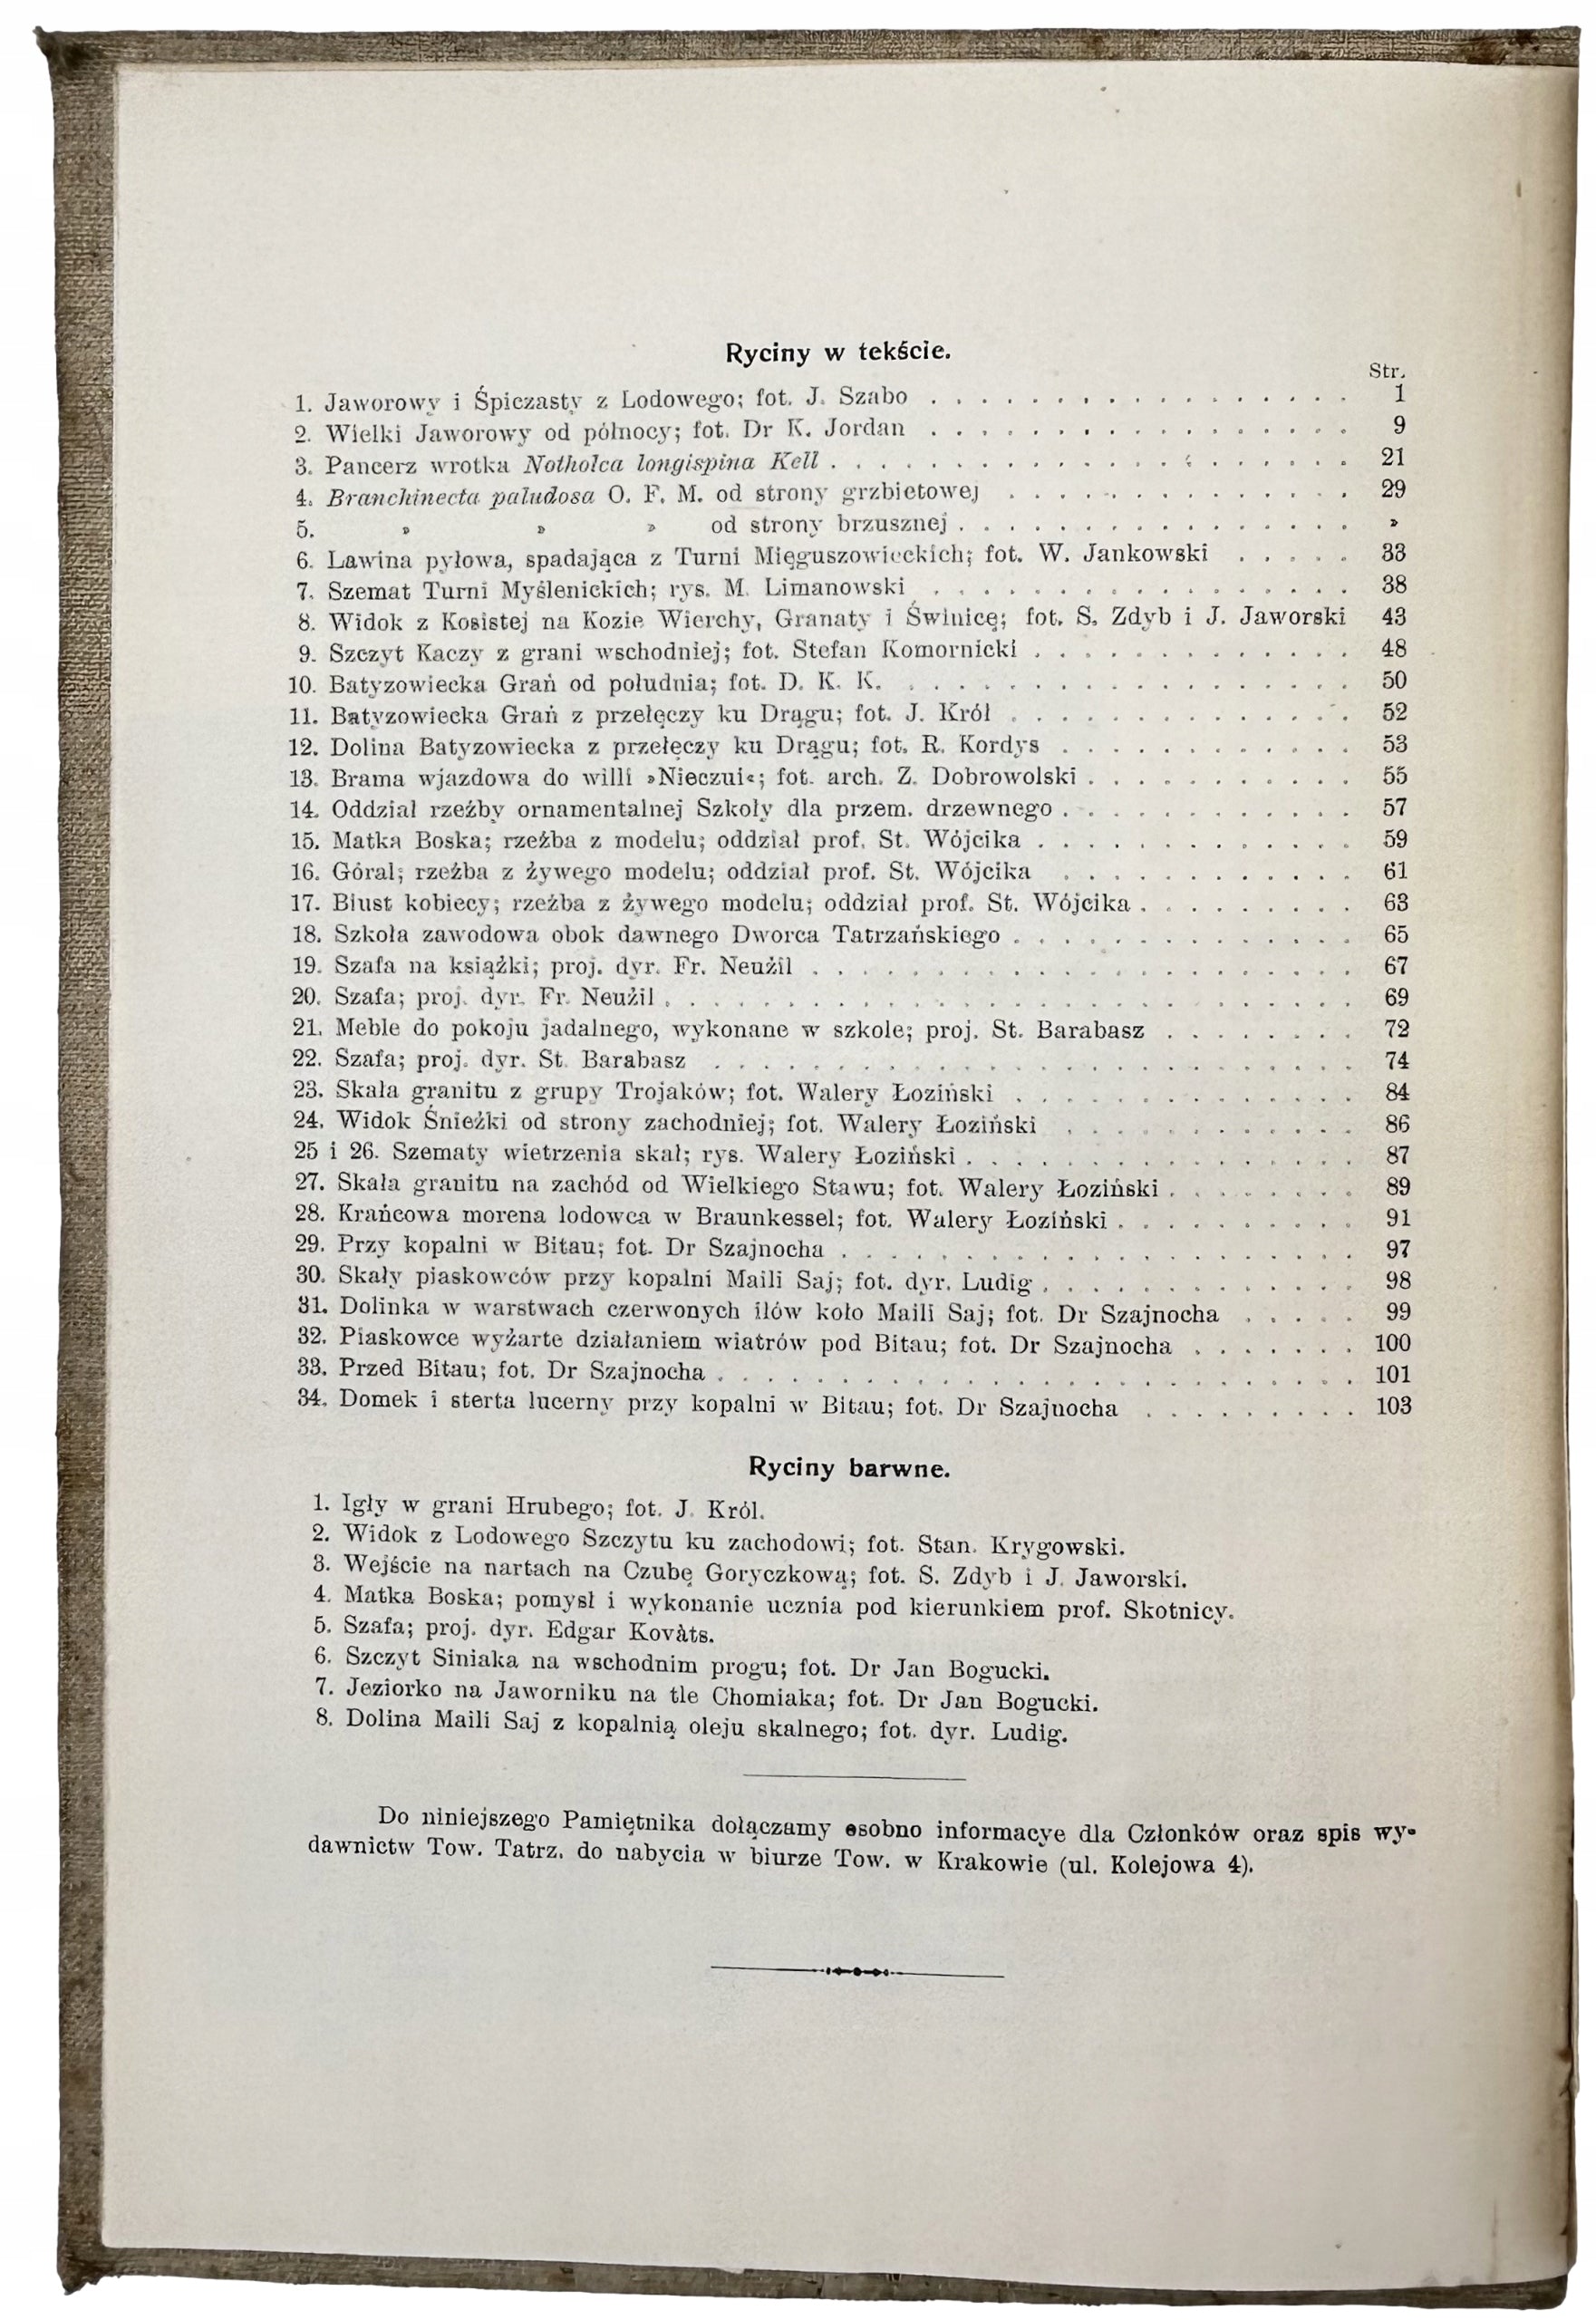 Ryciny w tekście.
Str.
1. Jaworowy i Śpiczasty z Lodowego; fot. J. Szabo . . . . . . . . . . . . . . . . . 1
2. Wielki Jaworowy od północy; fot. Dr K. Jordan . . . . . . . . . . . . . . . . . 9
3. Pancerz wrotka Notholca longispina Kell . . . . . . . . . . . . . . . . . . . . . 21
4. Branchinecta paludosa O. F. M. od strony grzbietowej . . . . . . . . . . . . . . 29
5. » » » od strony brzusznej . . . . . . . . . . . . . . . . »
6. Lawina pyłowa, spadająca z Turni Mięguszowieckich; fot. W. Jankowski . . . . . 33
7. Szemat Turni Myślenickich; rys. M. Limanowski . . . . . . . . . . . . . . . . . 38
8. Widok z Kosistej na Kozie Wierchy, Granaty i Świnicę; fot. S. Zdyb i J. Jaworski 43
9. Szczyt Kaczy z grani wschodniej; fot. Stefan Komornicki . . . . . . . . . . . . . 48
10. Batyzowiecka Grań od południa; fot. D. K. K. . . . . . . . . . . . . . . . . . . 50
11. Batyzowiecka Grań z przełęczy ku Drągu; fot. J. Król . . . . . . . . . . . . . . 52
12. Dolina Batyzowiecka z przełęczy ku Drągu; fot. R. Kordys . . . . . . . . . . . . 53
13. Brama wjazdowa do willi »Nieczui«; fot. arch. Z. Dobrowolski . . . . . . . . . . . 55
14. Oddział rzeźby ornamentalnej Szkoły dla przem. drzewnego . . . . . . . . . . . . 57
15. Matka Boska; rzeźba z modelu; oddział prof. St. Wójcika . . . . . . . . . . . . . 59
16. Góral; rzeźba z żywego modelu; oddział prof. St. Wójcika . . . . . . . . . . . . 61
17. Biust kobiecy; rzeźba z żywego modelu; oddział prof. St. Wójcika . . . . . . . . . 63
18. Szkoła zawodowa obok dawnego Dworca Tatrzańskiego . . . . . . . . . . . . . . 65
19. Szafa na książki; proj. dyr. Fr. Neużil . . . . . . . . . . . . . . . . . . . . . . 67
20. Szafa; proj. dyr. Fr. Neużil . . . . . . . . . . . . . . . . . . . . . . . . . . . 69
21. Meble do pokoju jadalnego, wykonane w szkole; proj. St. Barabasz . . . . . . . . 72
22. Szafa; proj. dyr. St. Barabasz . . . . . . . . . . . . . . . . . . . . . . . . . . 74
23. Skała granitu z grupy Trojaków; fot. Walery Łoziński . . . . . . . . . . . . . . 84
24. Widok Śnieżki od strony zachodniej; fot. Walery Łoziński . . . . . . . . . . . . 86
25 i 26. Szematy wietrzenia skał; rys. Walery Łoziński . . . . . . . . . . . . . . . . 87
27. Skała granitu na zachód od Wielkiego Stawu; fot. Walery Łoziński . . . . . . . . 89
28. Krańcowa morena lodowca w Braunkessel; fot. Walery Łoziński . . . . . . . . . . 91
29. Przy kopalni w Bitau; fot. Dr Szajnocha . . . . . . . . . . . . . . . . . . . . . 97
30. Skały piaskowców przy kopalni Maili Saj; fot. dyr. Ludig . . . . . . . . . . . . . 98
31. Dolinka w warstwach czerwonych iłów koło Maili Saj; fot. Dr Szajnocha . . . . . 99
32. Piaskowce wyżarte działaniem wiatrów pod Bitau; fot. Dr Szajnocha . . . . . . . 100
33. Przed Bitau; fot. Dr Szajnocha . . . . . . . . . . . . . . . . . . . . . . . . . . 101
34. Domek i sterta lucerny przy kopalni w Bitau; fot. Dr Szajnocha . . . . . . . . . 103
Ryciny barwne.
1. Igły w grani Hrubego; fot. J. Król.
2. Widok z Lodowego Szczytu ku zachodowi; fot. Stan. Krygowski.
3. Wejście na nartach na Czubę Goryczkową; fot. S. Zdyb i J. Jaworski.
4. Matka Boska; pomysł i wykonanie ucznia pod kierunkiem prof. Skotnicy.
5. Szafa; proj. dyr. Edgar Kovàts.
6. Szczyt Siniaka na wschodnim progu; fot. Dr Jan Bogucki.
7. Jeziorko na Jaworniku na tle Chomiaka; fot. Dr Jan Bogucki.
8. Dolina Maili Saj z kopalnią oleju skalnego; fot. dyr. Ludig.
Do niniejszego Pamiętnika dołączamy osobno informacye dla Członków oraz spis wy-
dawnictw Tow. Tatrz. do nabycia w biurze Tow. w Krakowie (ul. Kolejowa 4).